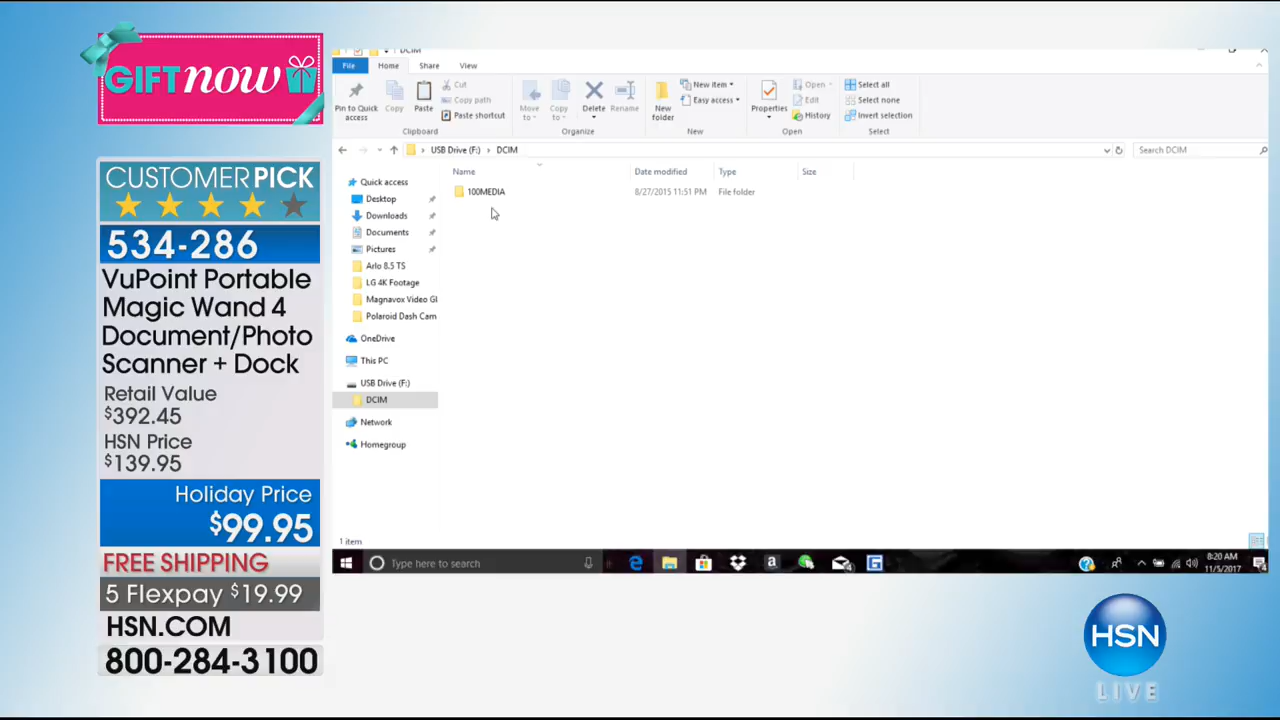 GIFTnow
CUSTOMERPICK
534-286
VuPoint Portable
Magic Wand 4
Document/Photo
Scanner + Dock
Retail Value
$392.45
HSN Price
$139.95
Holiday Price
$99.95
FREE SHIPPING
5 Flexpay $19.99
HSN.COM
800-284-3100
DCIM
File Home Share View
Pin to Quick access
Copy
Paste
Cut
Copy path
Paste shortcut
Clipboard
Move to
Copy to
Delete
Rename
Organize
New folder
New item
Easy access
New
Properties
Open
Edit
History
Open
Select all
Select none
Invert selection
Select
USB Drive (F:) DCIM
Search DCIM
Name Date modified Type Size
100MEDIA 8/27/2015 11:51 PM File folder
Quick access
Desktop
Downloads
Documents
Pictures
Arlo 8.5 TS
LG 4K Footage
Magnavox Video Gl
Polaroid Dash Cam
OneDrive
This PC
USB Drive (F:)
DCIM
Network
Homegroup
1 item
Type here to search
8:20 AM
11/5/2017
HSN
LIVE